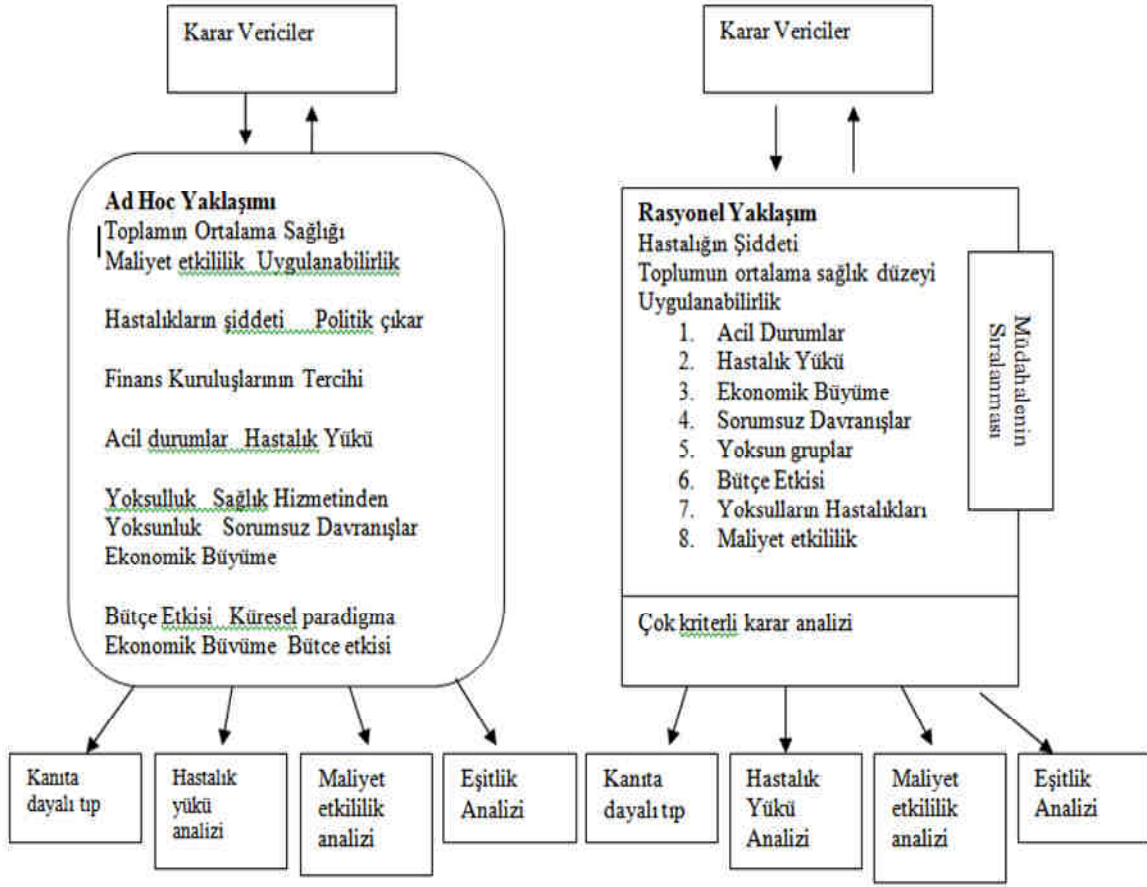 Karar Vericiler
Ad Hoc Yaklaşımı
Toplamın Ortalama Sağlığı
Maliyet etkililik Uygulanabilirlik
Hastalıkların şiddeti Politik çıkar
Finans Kuruluşlarının Tercihi
Acil durumlar Hastalık Yükü
Yoksulluk Sağlık Hizmetinden
Yoksunluk Sorumsuz Davranışlar
Ekonomik Büyüme
Bütçe Etkisi Küresel paradigma
Ekonomik Büyüme Bütçe etkisi
Kanıta
dayalı tıp
Hastalık
yükü
analizi
Maliyet
etkililik
analizi
Eşitlik
Analizi
Karar Vericiler
Rasyonel Yaklaşım
Hastalığın Şiddeti
Toplumun ortalama sağlık düzeyi
Uygulanabilirlik
1. Acil Durumlar
2. Hastalık Yükü
3. Ekonomik Büyüme
4. Sorumsuz Davranışlar
5. Yoksun gruplar
6. Bütçe Etkisi
7. Yoksulların Hastalıkları
8. Maliyet etkililik
Müdahalenin
Sıralanması
Çok kriterli karar analizi
Kanıta
dayalı tıp
Hastalık
Yükü
Analizi
Maliyet
etkililik
analizi
Eşitlik
Analizi